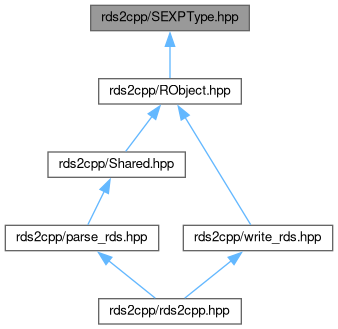 rds2cpp/SEXPType.hpp
rds2cpp/RObject.hpp
rds2cpp/Shared.hpp
rds2cpp/parse_rds.hpp
rds2cpp/write_rds.hpp
rds2cpp/rds2cpp.hpp